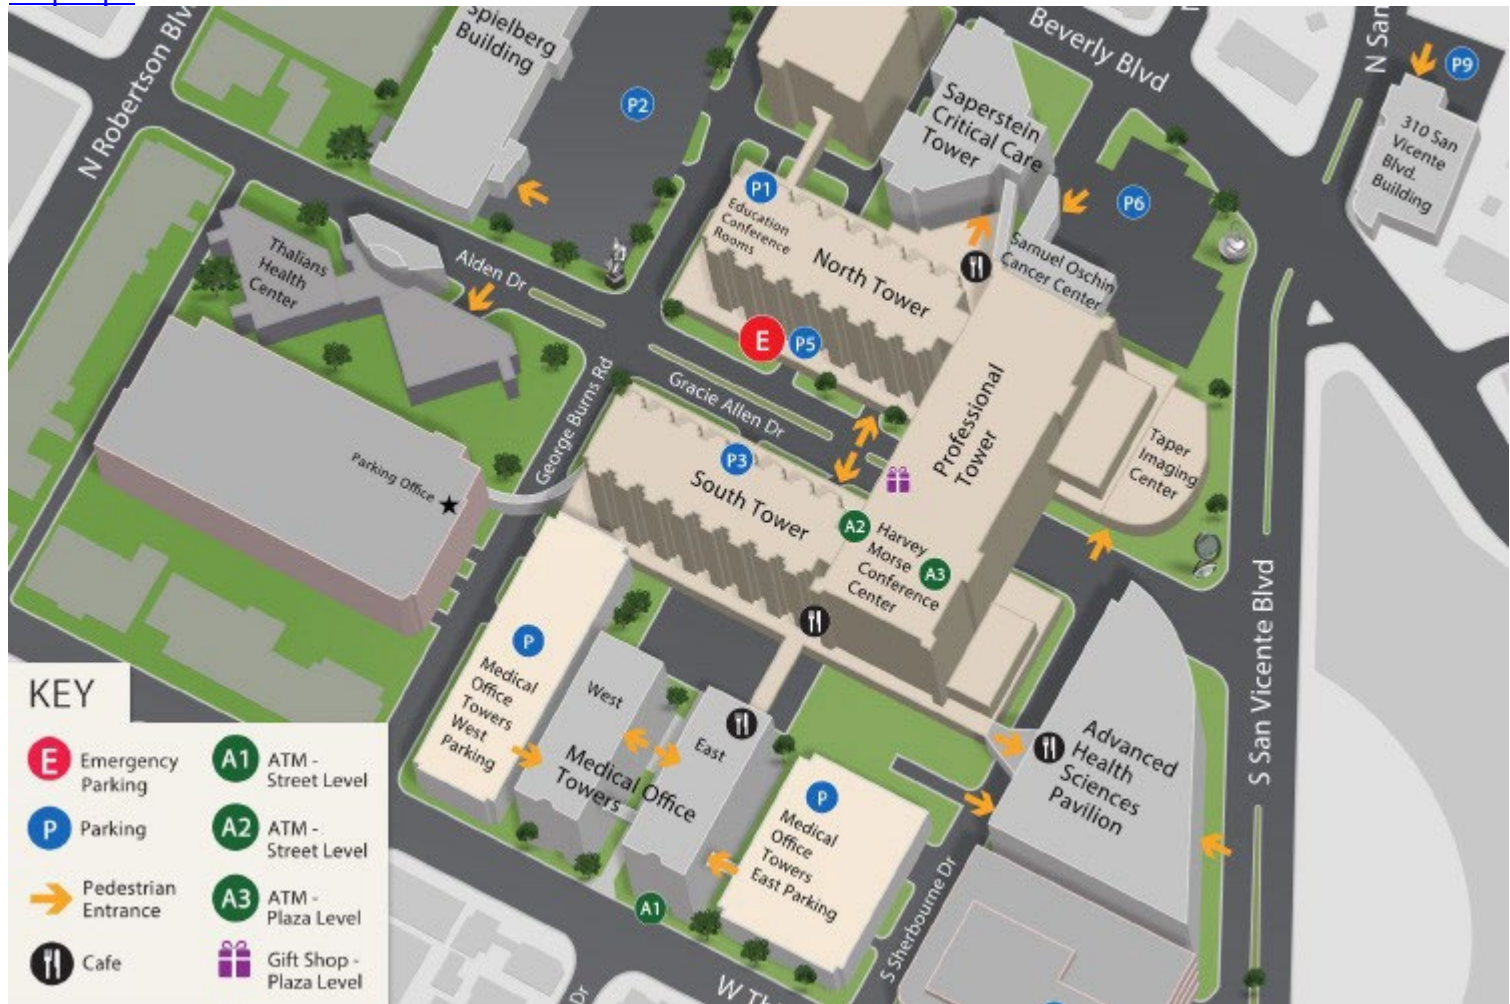 Spielberg
Building
N Robertson Blv
P2
Beverly Blvd
N San
P9
Saperstein
Critical Care
Tower
310 San
Vicente
Blvd.
Building
P1
Education
Conference
Rooms
P6
North Tower
Samuel Oschin
Cancer Center
Thalians
Health
Center
Alden Dr
E
P5
George Burns Rd
Gracie Allen Dr
Professional
Tower
Taper
Imaging
Center
Parking Office
P3
South Tower
A2
Harvey
Morse
Conference
Center
A3
S San Vicente Blvd
P
Medical
Office
Towers
West
Parking
West
East
Medical Office
Towers
Advanced
Health
Sciences
Pavilion
P
Medical
Office
Towers
East Parking
A1
S Sherbourne Dr
W Th
Dr
KEY
E Emergency
Parking
P Parking
Pedestrian
Entrance
Cafe
A1 ATM -
Street Level
A2 ATM -
Street Level
A3 ATM -
Plaza Level
Gift Shop -
Plaza Level